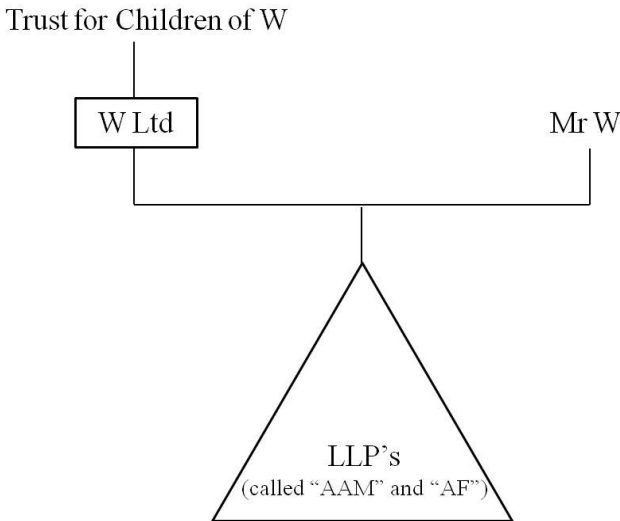 Trust for Children of W
W Ltd
Mr W
LLP’s
(called “AAM” and “AF”)